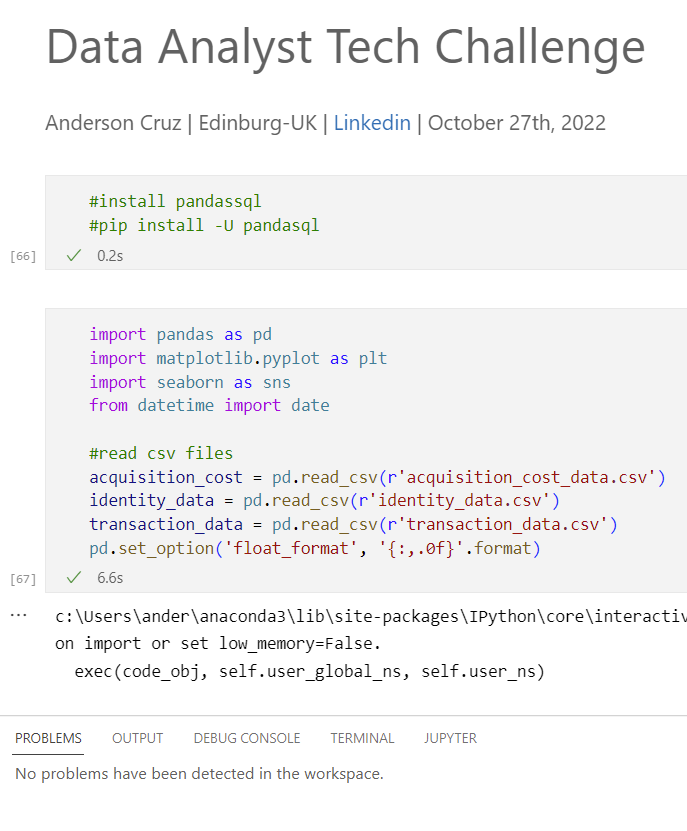 Data Analyst Tech Challenge
Anderson Cruz | Edinburg-UK | Linkedin | October 27th, 2022
#install pandassql
#pip install -U pandasql
[66] 0.2s
import pandas as pd
import matplotlib.pyplot as plt
import seaborn as sns
from datetime import date
#read csv files
acquisition_cost = pd.read_csv(r'acquisition_cost_data.csv')
identity_data = pd.read_csv(r'identity_data.csv')
transaction_data = pd.read_csv(r'transaction_data.csv')
pd.set_option('float_format', '{:,.0f}'.format)
[67] 6.6s
... c:\Users\ander\anaconda3\lib\site-packages\IPython\core\interactiv
on import or set low_memory=False.
exec(code_obj, self.user_global_ns, self.user_ns)
PROBLEMS OUTPUT DEBUG CONSOLE TERMINAL JUPYTER
No problems have been detected in the workspace.